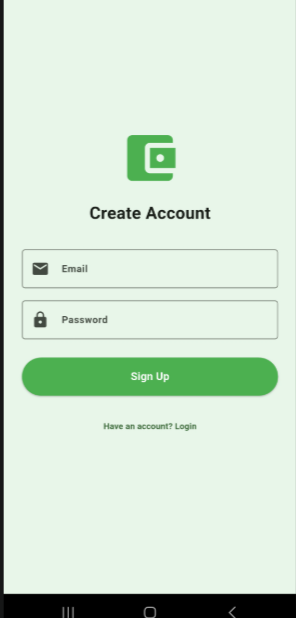 Create Account
Email
Password
Sign Up
Have an account? Login